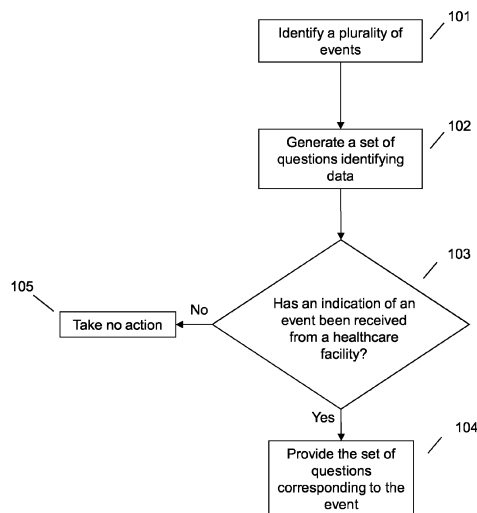 101
Identify a plurality of
events
102
Generate a set of
questions identifying
data
103
Has an indication of an
event been received
from a healthcare
facility?
No
105
Take no action
Yes
104
Provide the set of
questions
corresponding to the
event